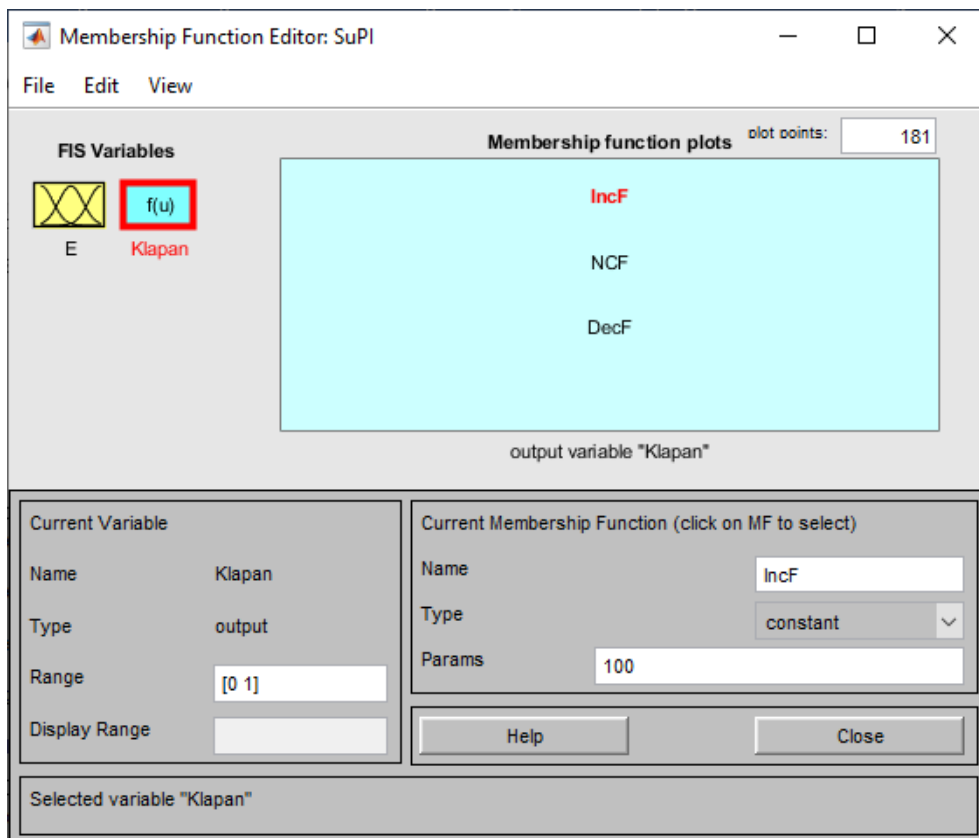 Membership Function Editor: SuPI
File Edit View
FIS Variables
f(u)
E
Klapan
Membership function plots
plot points:
181
IncF
NCF
DecF
output variable "Klapan"
Current Variable
Name Klapan
Type output
Range [0 1]
Display Range
Current Membership Function (click on MF to select)
Name IncF
Type constant
Params 100
Help Close
Selected variable "Klapan"